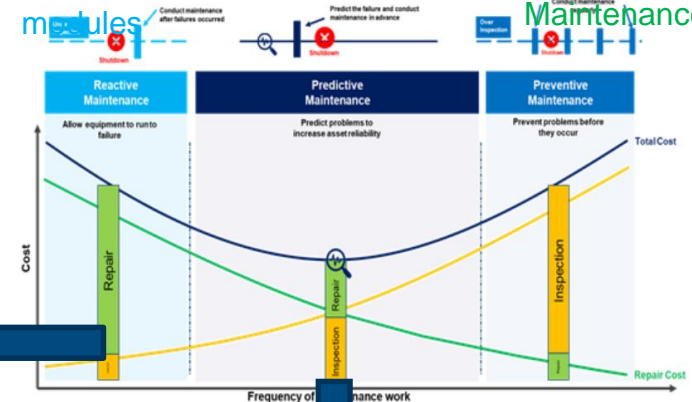 modules
Maintenance
Conduct maintenance
after failures occurred
Shutdown
Predict the failure and conduct
maintenance in advance
Shutdown
Over
Inspection
Conduct maintenance
Shutdown
Reactive
Maintenance
Predictive
Maintenance
Preventive
Maintenance
Allow equipment to run to
failure
Predict problems to
increase asset reliability
Prevent problems before
they occur
Total Cost
Cost
Repair
Repair
Inspection
Inspection
Repair Cost
Frequency of
nance work